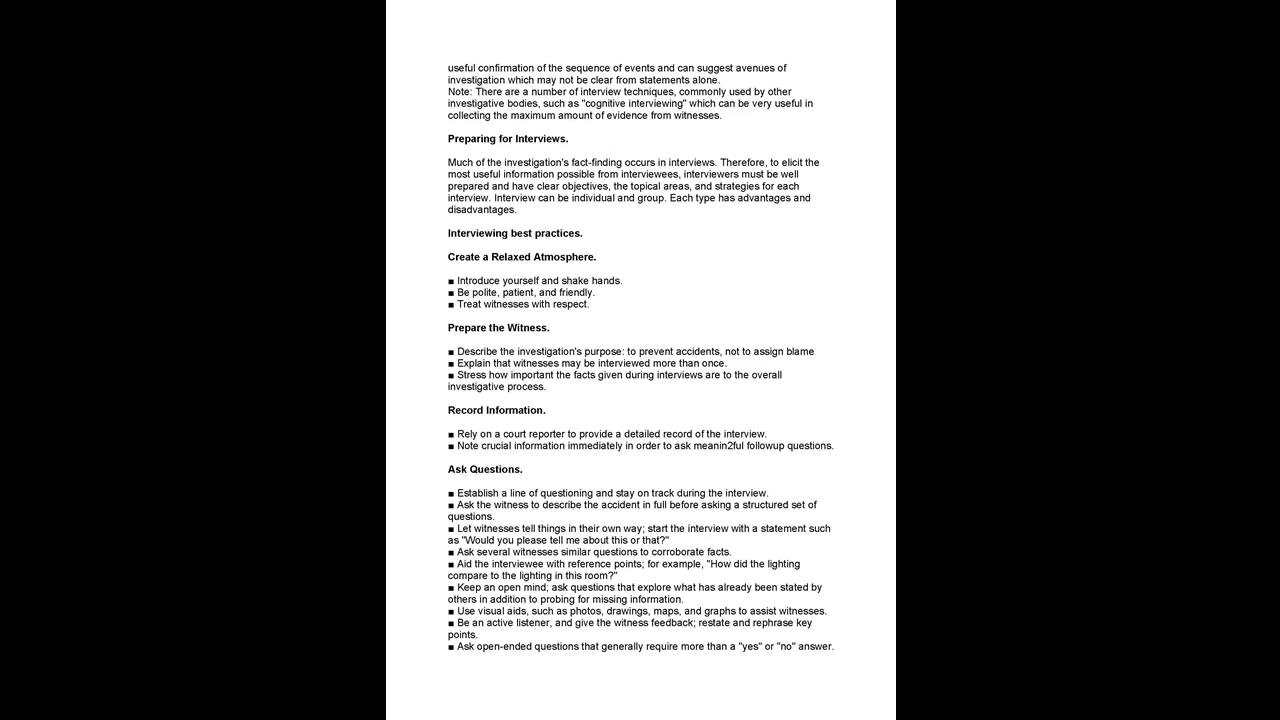 useful confirmation of the sequence of events and can suggest avenues of
investigation which may not be clear from statements alone.
Note: There are a number of interview techniques, commonly used by other
investigative bodies, such as "cognitive interviewing" which can be very useful in
collecting the maximum amount of evidence from witnesses.
Preparing for Interviews.
Much of the investigation's fact-finding occurs in interviews. Therefore, to elicit the
most useful information possible from interviewees, interviewers must be well
prepared and have clear objectives, the topical areas, and strategies for each
interview. Interview can be individual and group. Each type has advantages and
disadvantages.
Interviewing best practices.
Create a Relaxed Atmosphere.
■ Introduce yourself and shake hands.
■ Be polite, patient, and friendly.
■ Treat witnesses with respect.
Prepare the Witness.
■ Describe the investigation's purpose: to prevent accidents, not to assign blame
■ Explain that witnesses may be interviewed more than once.
■ Stress how important the facts given during interviews are to the overall
investigative process.
Record Information.
■ Rely on a court reporter to provide a detailed record of the interview.
■ Note crucial information immediately in order to ask meanin2ful followup questions.
Ask Questions.
■ Establish a line of questioning and stay on track during the interview.
■ Ask the witness to describe the accident in full before asking a structured set of
questions.
■ Let witnesses tell things in their own way; start the interview with a statement such
as "Would you please tell me about this or that?"
■ Ask several witnesses similar questions to corroborate facts.
■ Aid the interviewee with reference points; for example, "How did the lighting
compare to the lighting in this room?"
■ Keep an open mind; ask questions that explore what has already been stated by
others in addition to probing for missing information.
■ Use visual aids, such as photos, drawings, maps, and graphs to assist witnesses.
■ Be an active listener, and give the witness feedback; restate and rephrase key
points.
■ Ask open-ended questions that generally require more than a "yes" or "no" answer.